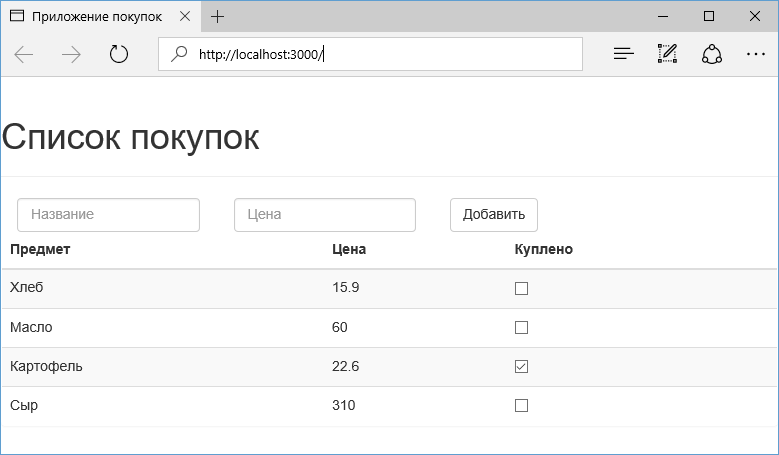 Приложение покупок
http://localhost:3000/
Список покупок
Название Цена Добавить
Предмет Цена Куплено
Хлеб 15.9
Масло 60
Картофель 22.6
Сыр 310